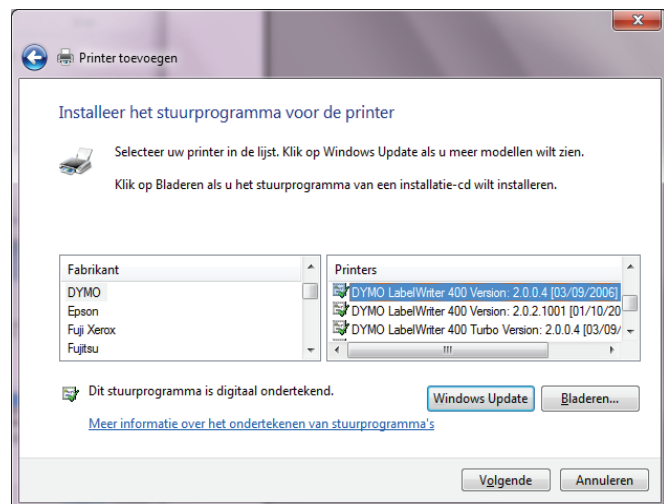 Printer toevoegen
Installeer het stuurprogramma voor de printer
Selecteer uw printer in de lijst. Klik op Windows Update als u meer modellen wilt zien.
Klik op Bladeren als u het stuurprogramma van een installatie-cd wilt installeren.
Fabrikant
DYMO
Epson
Fuji Xerox
Fujitsu
Printers
DYMO LabelWriter 400 Version: 2.0.0.4 [03/09/2006]
DYMO LabelWriter 400 Version: 2.0.2.1001 [01/10/20
DYMO LabelWriter 400 Turbo Version: 2.0.0.4 [03/09/
Dit stuurprogramma is digitaal ondertekend.
Meer informatie over het ondertekenen van stuurprogramma's
Windows Update
Bladeren...
Volgende
Annuleren